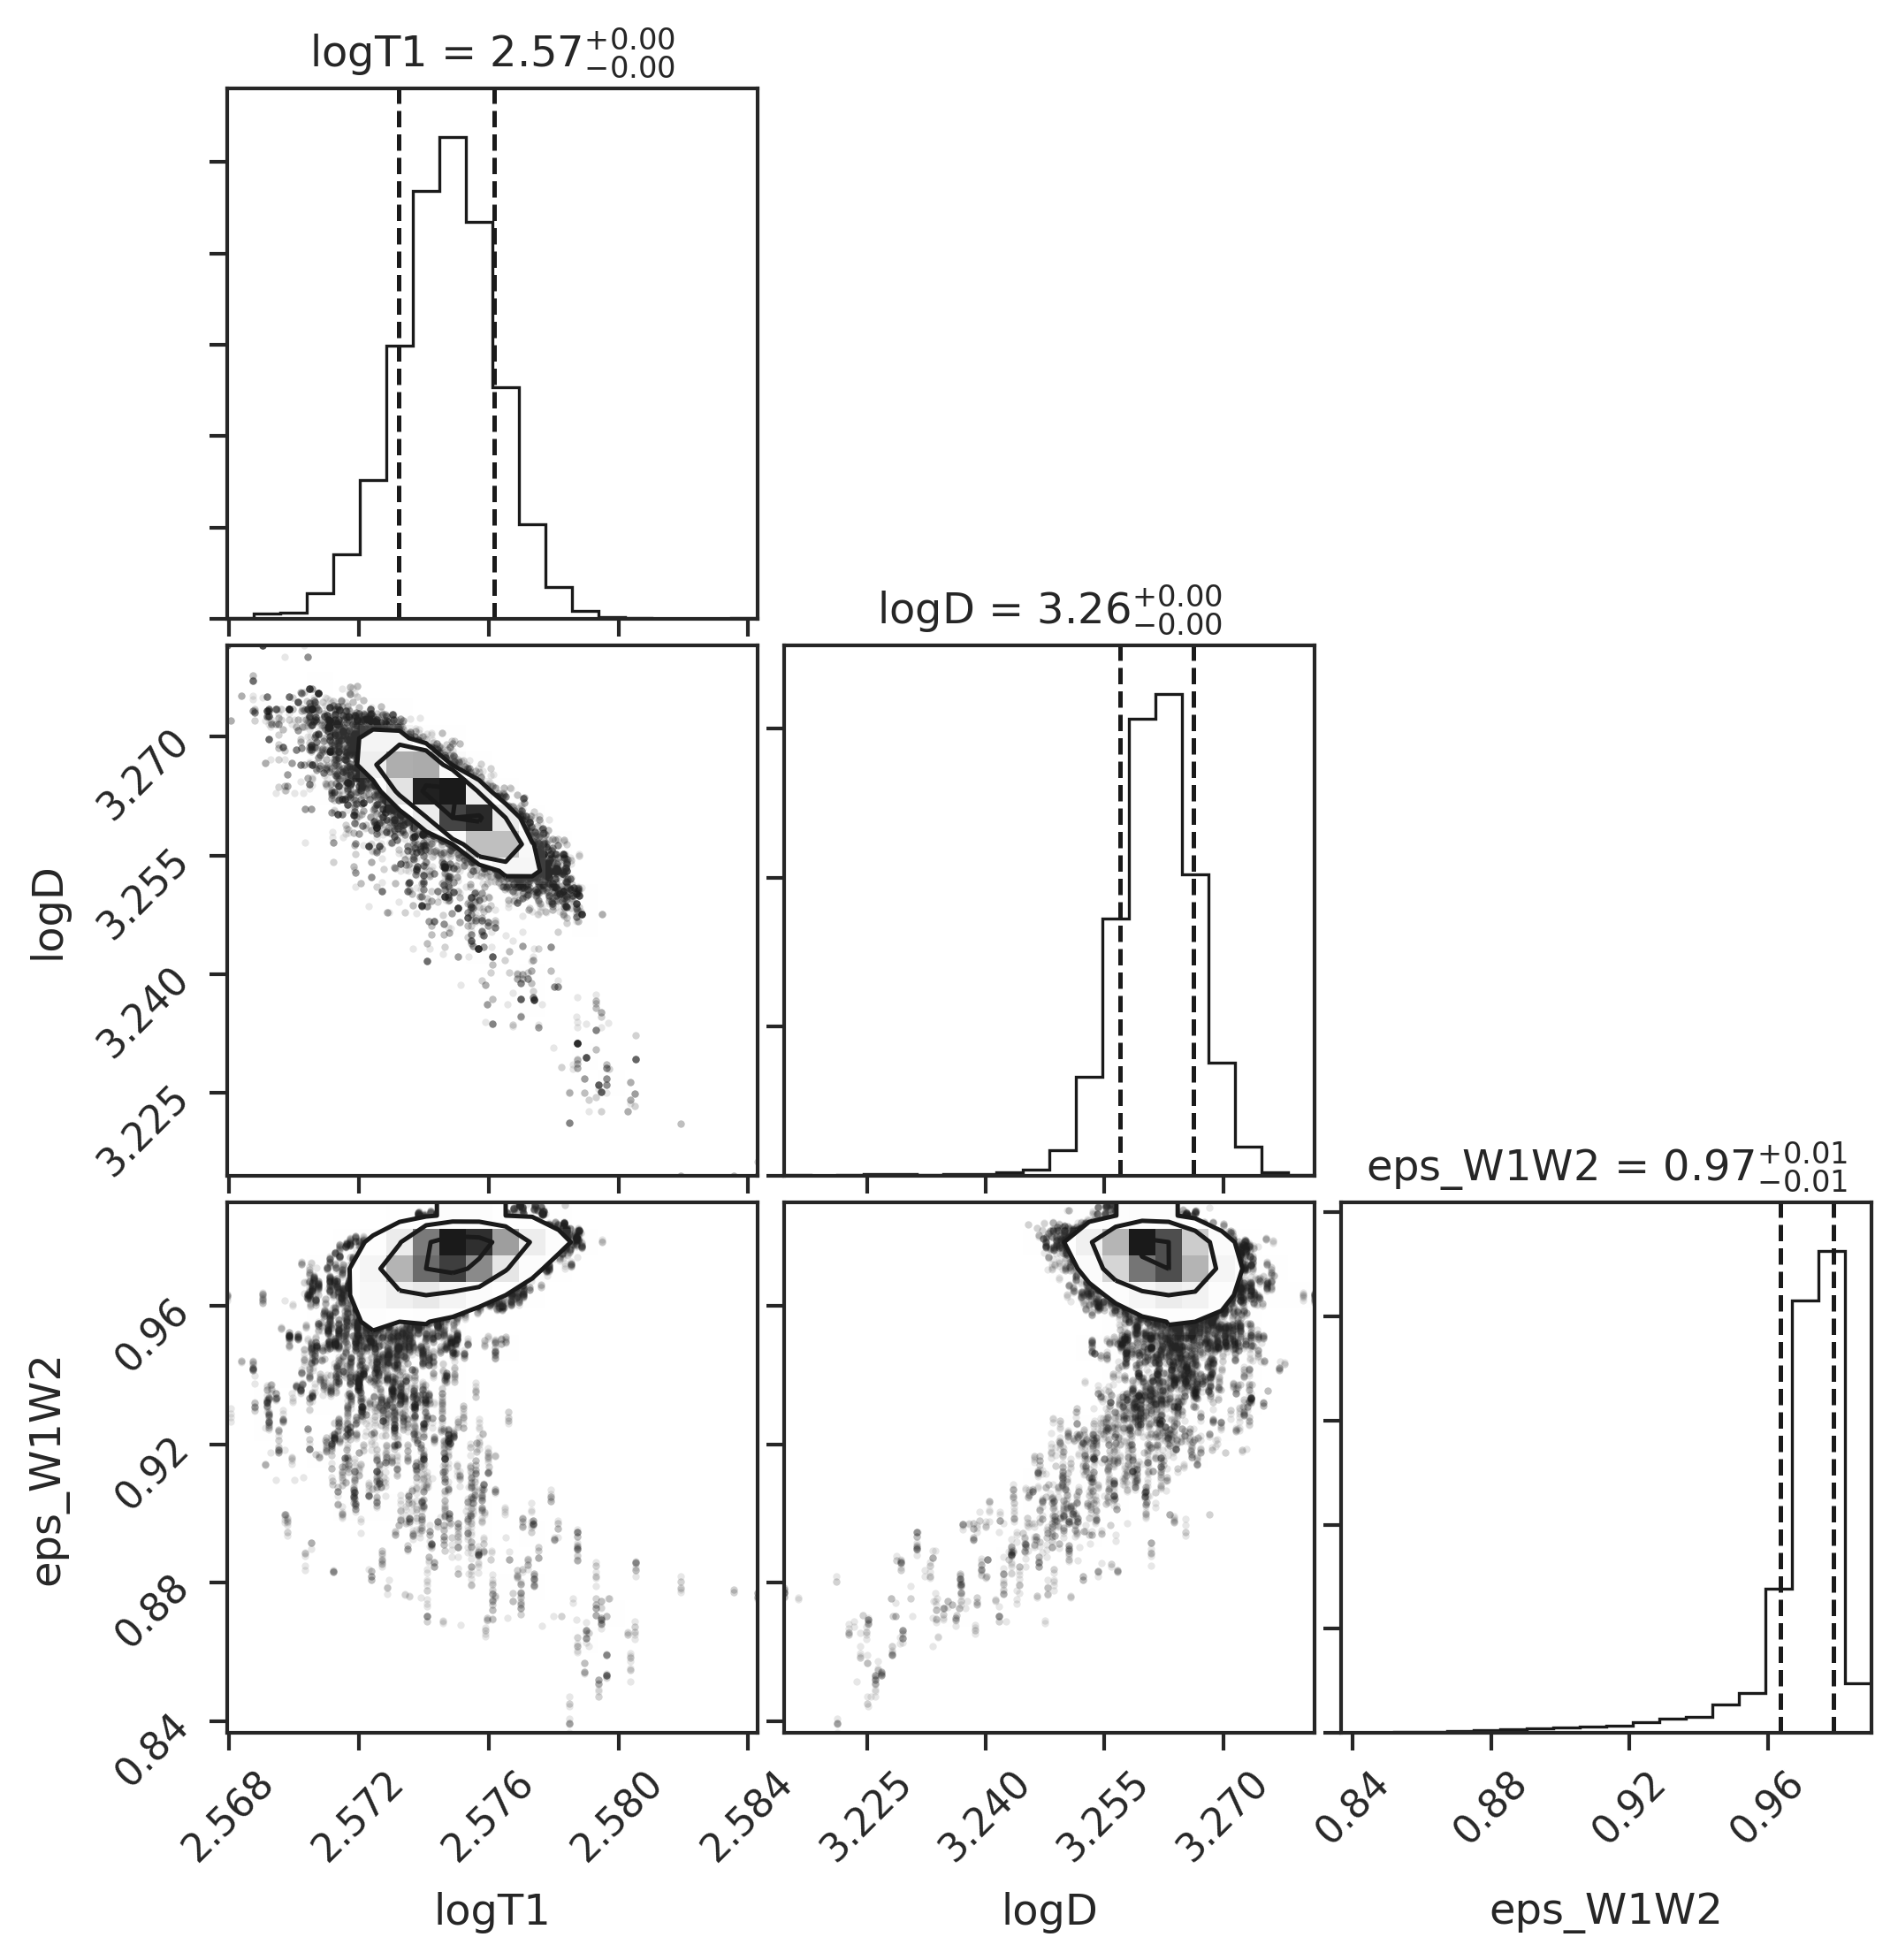 logT1 = 2.57+0.00
−0.00
logD = 3.26+0.00
−0.00
3.270
3.255
3.240
3.225
logD
eps_W1W2 = 0.97+0.01
−0.01
0.96
0.92
0.88
0.84
eps_W1W2
2.568 2.572 2.576 2.580 2.584 3.225 3.240 3.255 3.270 0.84 0.88 0.92 0.96
logT1 logD eps_W1W2